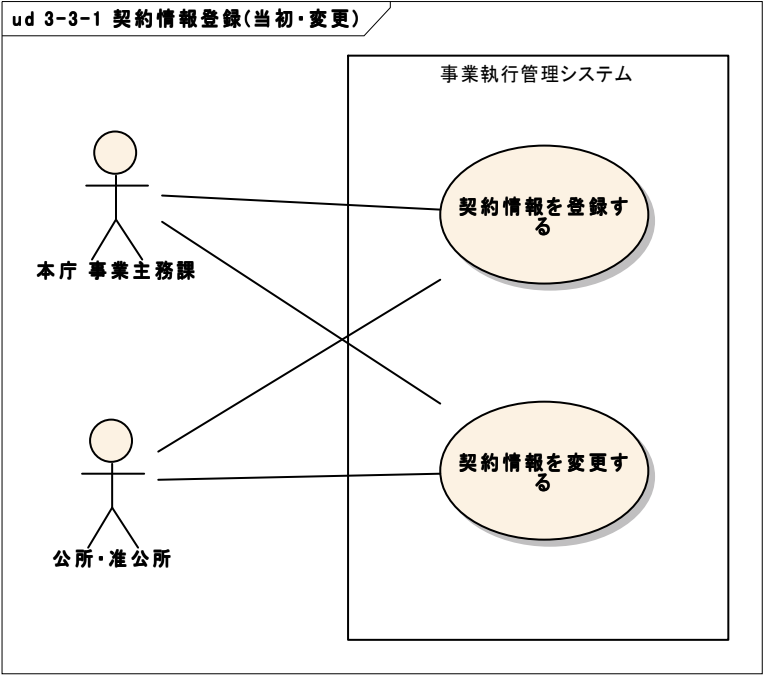 ud 3-3-1 契約情報登録(当初・変更)
事業執行管理システム
契約情報を登録す
る
本庁 事業主務課
契約情報を変更す
る
公所・准公所